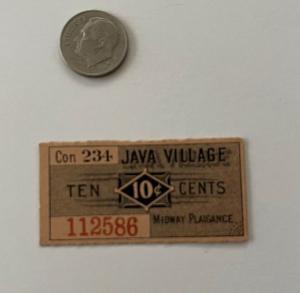 Con 234 JAVA VILLAGE
TEN 10¢ CENTS
112586 MIDWAY PLAISANCE